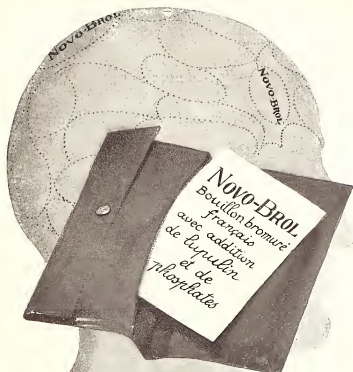 NOVO-BROL
NOVO-BROL
NOVO-BROL
Bouillon bromuré
français
avec addition
de lupulin
et de
phosphates